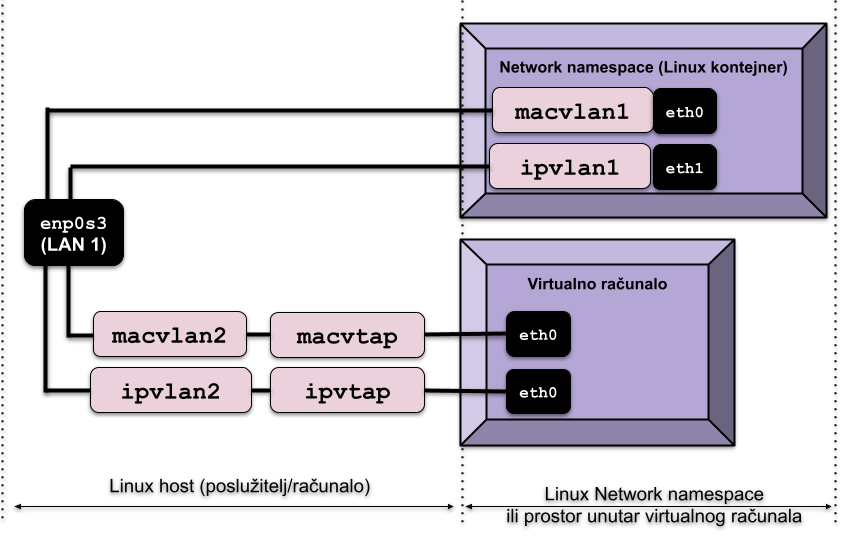 Network namespace (Linux kontejner)
macvlan1 eth0
ipvlan1 eth1
enp0s3
(LAN 1)
Virtualno računalo
macvlan2 macvtap eth0
ipvlan2 ipvtap eth0
Linux host (poslužitelj/računalo)
Linux Network namespace
ili prostor unutar virtualnog računala